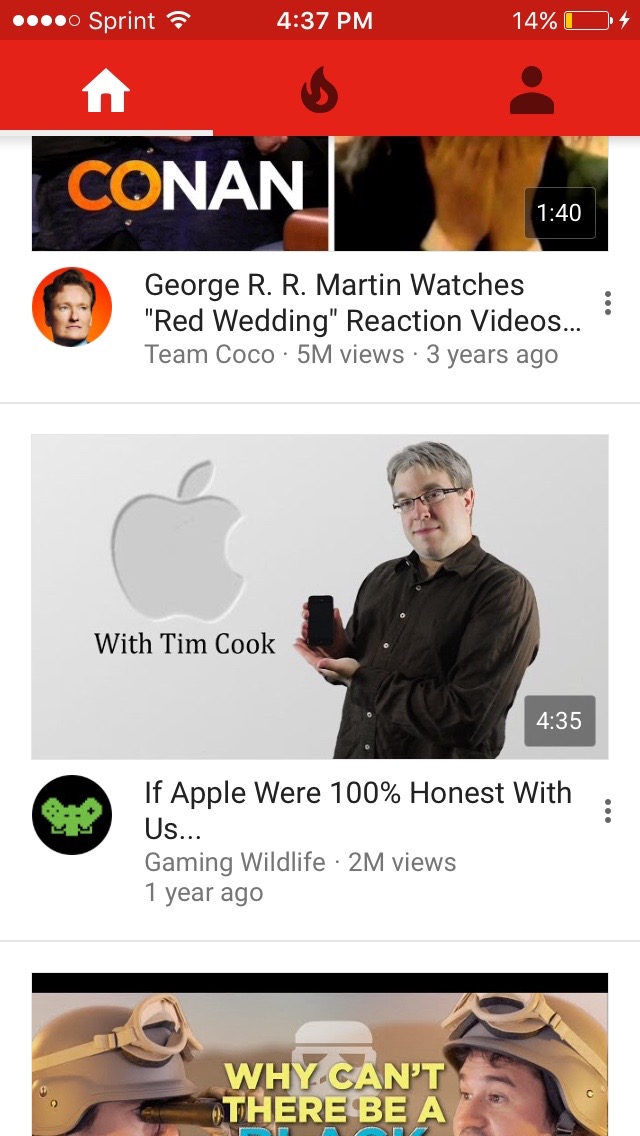 Sprint 4:37 PM 14%
CONAN
1:40
George R. R. Martin Watches
"Red Wedding" Reaction Videos...
Team Coco · 5M views · 3 years ago
With Tim Cook
4:35
If Apple Were 100% Honest With
Us...
Gaming Wildlife · 2M views
1 year ago
WHY CAN'T
THERE BE A
BLACK